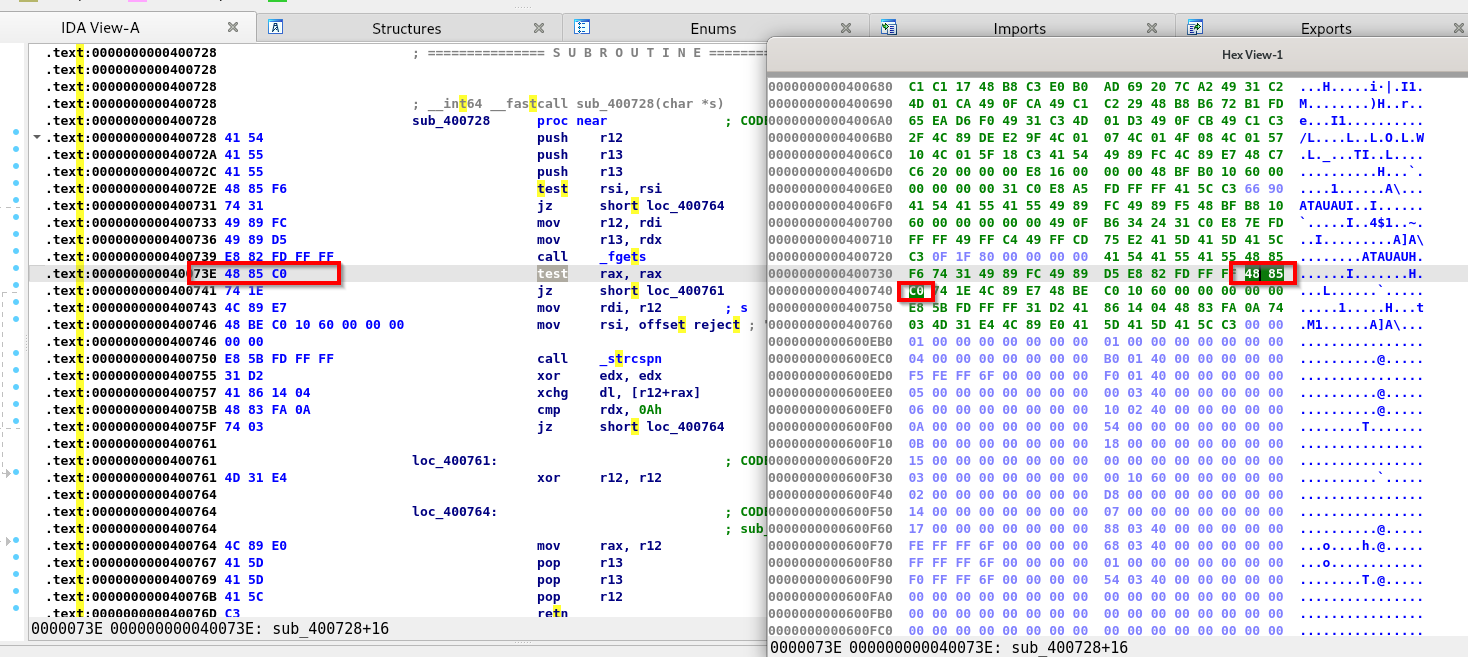 IDA View-A
Structures
Enums
Imports
Exports
.text:0000000000400728 ; =============== S U B R O U T I N E =======
.text:0000000000400728
.text:0000000000400728
.text:0000000000400728 ; __int64 __fastcall sub_400728(char *s)
.text:0000000000400728 sub_400728 proc near ; CODE
.text:0000000000400728 41 54 push r12
.text:000000000040072A 41 55 push r13
.text:000000000040072C 41 55 push r13
.text:000000000040072E 48 85 F6 test rsi, rsi
.text:0000000000400731 74 31 jz short loc_400764
.text:0000000000400733 49 89 FC mov r12, rdi
.text:0000000000400736 49 89 D5 mov r13, rdx
.text:0000000000400739 E8 82 FD FF FF call _fgets
.text:000000000040073E 48 85 C0 test rax, rax
.text:0000000000400741 74 1E jz short loc_400761
.text:0000000000400743 4C 89 E7 mov rdi, r12 ; s
.text:0000000000400746 48 BE C0 10 60 00 00 00 mov rsi, offset reject ; "
.text:0000000000400746 00 00
.text:0000000000400750 E8 5B FD FF FF call _strcspn
.text:0000000000400755 31 D2 xor edx, edx
.text:0000000000400757 41 86 14 04 xchg dl, [r12+rax]
.text:000000000040075B 48 83 FA 0A cmp rdx, 0Ah
.text:000000000040075F 74 03 jz short loc_400764
.text:0000000000400761
.text:0000000000400761 loc_400761: ; CODE
.text:0000000000400761 4D 31 E4 xor r12, r12
.text:0000000000400764
.text:0000000000400764 loc_400764: ; CODE
.text:0000000000400764 ; sub_
.text:0000000000400764 4C 89 E0 mov rax, r12
.text:0000000000400767 41 5D pop r13
.text:0000000000400769 41 5D pop r13
.text:000000000040076B 41 5C pop r12
.text:000000000040076D C3 retn
0000073E 000000000040073E: sub_400728+16
Hex View-1
0000000000400680 C1 C1 17 48 B8 C3 E0 B0 AD 69 20 7C A2 49 31 C2 ...H.....i·|.I1.
0000000000400690 4D 01 CA 49 0F CA 49 C1 C2 29 48 B8 B6 72 B1 FD M........)H..r..
00000000004006A0 65 EA D6 F0 49 31 C3 4D 01 D3 49 0F CB 49 C1 C3 e...I1..........
00000000004006B0 2F 4C 89 DE E2 9F 4C 01 07 4C 01 4F 08 4C 01 57 /L....L..L.OL.W
00000000004006C0 10 4C 01 5F 18 C3 41 54 49 89 FC 4C 89 E7 48 C7 .L._...TI..L....
00000000004006D0 C6 20 00 00 00 E8 16 00 00 00 48 BF B0 10 60 00 ..........H...`.
00000000004006E0 00 00 00 00 31 C0 E8 A5 FD FF FF 41 5C C3 66 90 ....1......A\...
00000000004006F0 41 54 41 55 41 55 49 89 FC 49 89 F5 48 BF B8 10 ATAUAUI..I......
0000000000400700 60 00 00 00 00 00 49 0F B6 34 24 31 C0 E8 7E FD `.....I..4$1..~.
0000000000400710 FF FF 49 FF C4 49 FF CD 75 E2 41 5D 41 5D 41 5C ..I.........A]A\
0000000000400720 C3 0F 1F 80 00 00 00 00 41 54 41 55 41 55 48 85 ........ATAUAUH.
0000000000400730 F6 74 31 49 89 FC 49 89 D5 E8 82 FD FF F 48 85 ......I.......H.
0000000000400740 C0 74 1E 4C 89 E7 48 BE C0 10 60 00 00 00 00 00 ...L......`.....
0000000000400750 E8 5B FD FF FF 31 D2 41 86 14 04 48 83 FA 0A 74 .....1.....H...t
0000000000400760 03 4D 31 E4 4C 89 E0 41 5D 41 5D 41 5C C3 00 00 .M1......A]A\...
0000000000600EB0 01 00 00 00 00 00 00 00 01 00 00 00 00 00 00 00 ................
0000000000600EC0 04 00 00 00 00 00 00 00 B0 01 40 00 00 00 00 00 ..........@.....
0000000000600ED0 F5 FE FF 6F 00 00 00 00 F0 01 40 00 00 00 00 00 ................
0000000000600EE0 05 00 00 00 00 00 00 00 00 03 40 00 00 00 00 00 ..........@.....
0000000000600EF0 06 00 00 00 00 00 00 00 10 02 40 00 00 00 00 00 ..........@.....
0000000000600F00 0A 00 00 00 00 00 00 00 54 00 00 00 00 00 00 00 ........T.......
0000000000600F10 0B 00 00 00 00 00 00 00 18 00 00 00 00 00 00 00 ................
0000000000600F20 15 00 00 00 00 00 00 00 00 00 00 00 00 00 00 00 ................
0000000000600F30 03 00 00 00 00 00 00 00 00 10 60 00 00 00 00 00 ..........`.....
0000000000600F40 02 00 00 00 00 00 00 00 D8 00 00 00 00 00 00 00 ................
0000000000600F50 14 00 00 00 00 00 00 00 07 00 00 00 00 00 00 00 ................
0000000000600F60 17 00 00 00 00 00 00 00 88 03 40 00 00 00 00 00 ..........@.....
0000000000600F70 FE FF FF 6F 00 00 00 00 68 03 40 00 00 00 00 00 ...o....h.@.....
0000000000600F80 FF FF FF 6F 00 00 00 00 01 00 00 00 00 00 00 00 ...o............
0000000000600F90 F0 FF FF 6F 00 00 00 00 54 03 40 00 00 00 00 00 ........T.@.....
0000000000600FA0 00 00 00 00 00 00 00 00 00 00 00 00 00 00 00 00 ................
0000000000600FB0 00 00 00 00 00 00 00 00 00 00 00 00 00 00 00 00 ................
0000000000600FC0 00 00 00 00 00 00 00 00 00 00 00 00 00 00 00 00 ................
0000073E 000000000040073E: sub_400728+16